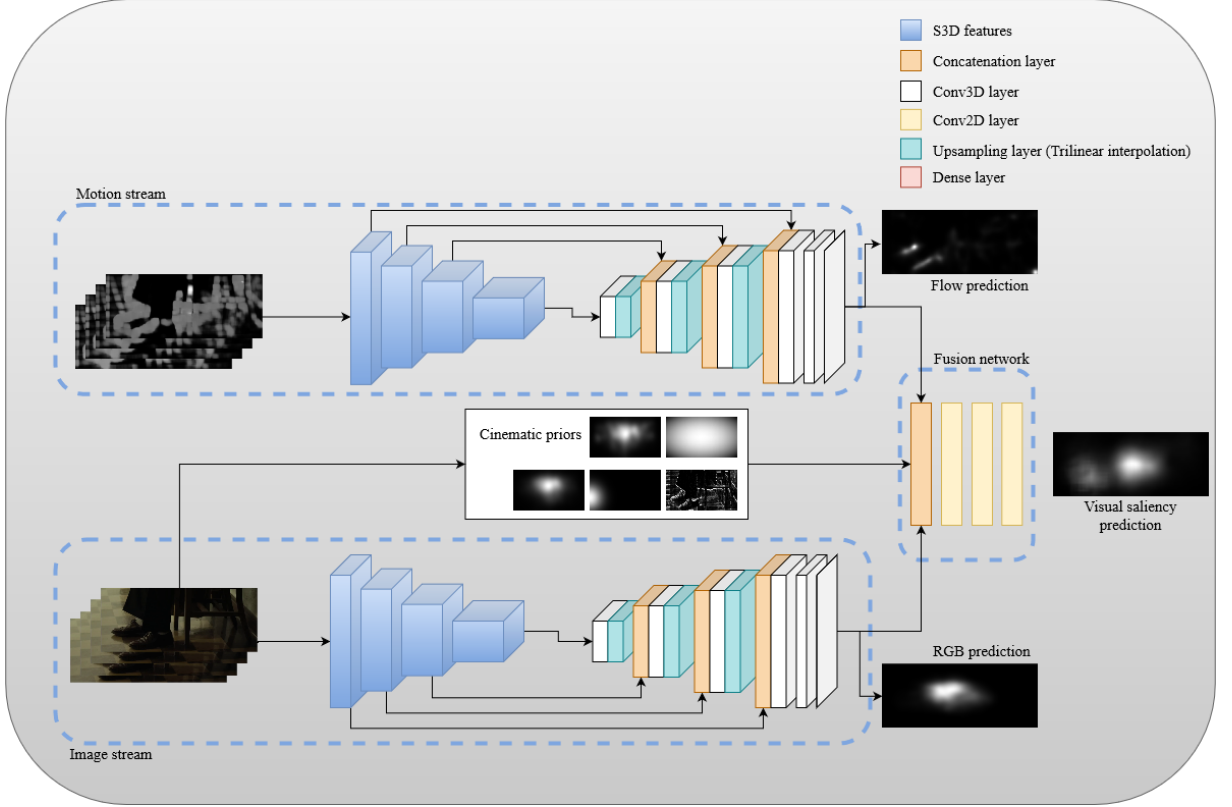 S3D features
Concatenation layer
Conv3D layer
Conv2D layer
Upsampling layer (Trilinear interpolation)
Dense layer
Motion stream
Flow prediction
Fusion network
Cinematic priors
Visual saliency
prediction
RGB prediction
Image stream